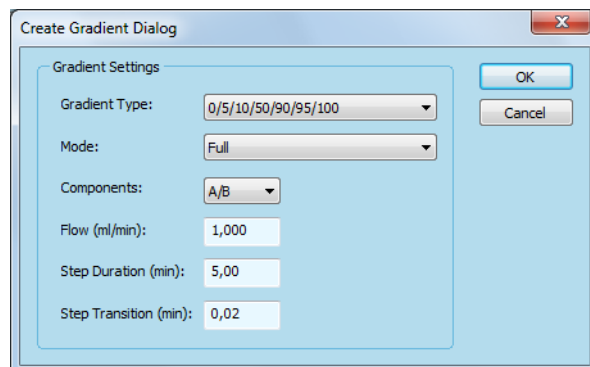 Create Gradient Dialog
Gradient Settings
Gradient Type: 0/5/10/50/90/95/100
Mode: Full
Components: A/B
Flow (ml/min): 1,000
Step Duration (min): 5,00
Step Transition (min): 0,02
OK
Cancel